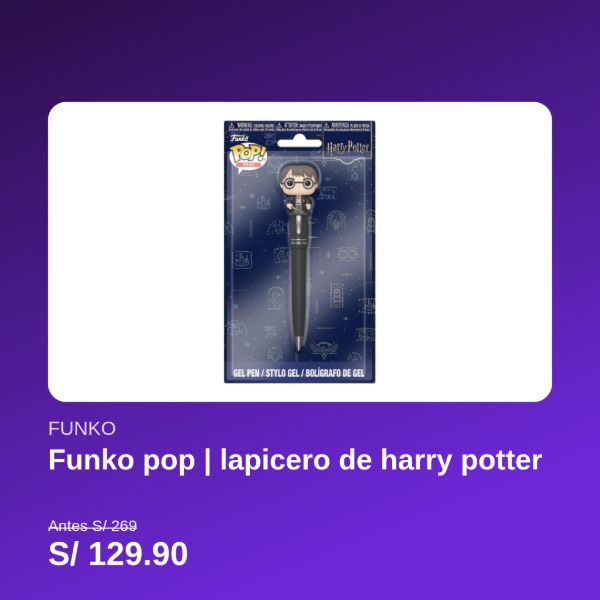 Funko
POP!
Harry Potter
GEL PEN / STYLO GEL / BOLÍGRAFO DE GEL
FUNKO
Funko pop | lapicero de harry potter
Antes S/ 269
S/ 129.90